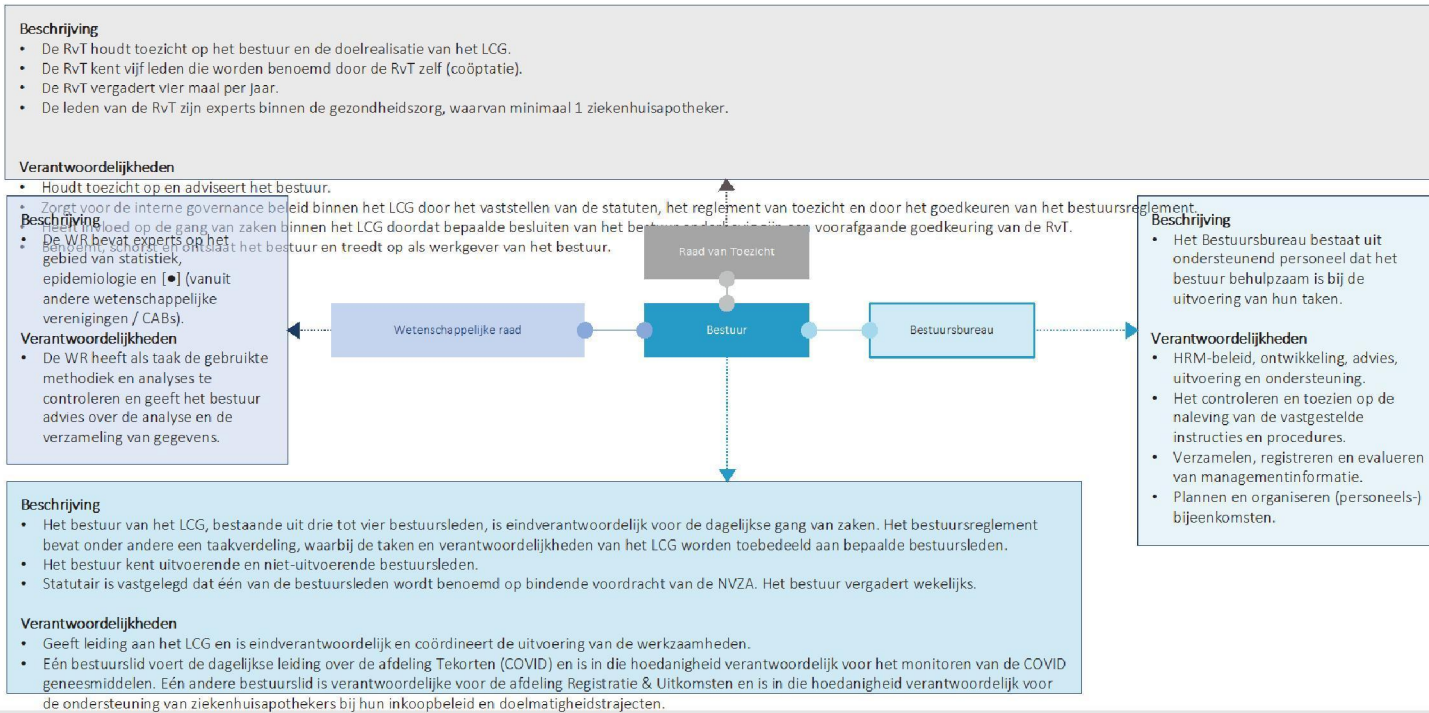 Beschrijving
• De RvT houdt toezicht op het bestuur en de doelrealisatie van het LCG.
• De RvT kent vijf leden die worden benoemd door de RvT zelf (coöptatie).
• De RvT vergadert vier maal per jaar.
• De leden van de RvT zijn experts binnen de gezondheidszorg, waarvan minimaal 1 ziekenhuisapotheker.
Verantwoordelijkheden
• Houdt toezicht op en adviseert het bestuur.
• Zorgt voor de interne governance beleid binnen het LCG door het vaststellen van de statuten, het reglement van toezicht en door het goedkeuren van het bestuursreglement.
• Heeft invloed op de gang van zaken binnen het LCG doordat bepaalde besluiten van het voorafgaande goedkeuring van de RvT.
• Benoemt, schorst en ontslaat het bestuur en treedt op als werkgever van het bestuur.
Raad van Toezicht
Wetenschappelijke raad
Bestuur
Bestuursbureau
Beschrijving
• De WR bevat experts op het
gebied van statistiek,
epidemiologie en [●] (vanuit
andere wetenschappelijke
verenigingen / CABs).
Verantwoordelijkheden
• De WR heeft als taak de gebruikte
methodiek en analyses te
controleren en geeft het bestuur
advies over de analyse en de
verzameling van gegevens.
Beschrijving
• Het Bestuursbureau bestaat uit
ondersteunend personeel dat het
bestuur behulpzaam is bij de
uitvoering van hun taken.
Verantwoordelijkheden
• HRM-beleid, ontwikkeling, advies,
uitvoering en ondersteuning.
• Het controleren en toezien op de
naleving van de vastgestelde
instructies en procedures.
• Verzamelen, registreren en evalueren
van managementinformatie.
• Plannen en organiseren (personeels-)
bijeenkomsten.
Beschrijving
• Het bestuur van het LCG, bestaande uit drie tot vier bestuursleden, is eindverantwoordelijk voor de dagelijkse gang van zaken. Het bestuursreglement
bevat onder andere een taakverdeling, waarbij de taken en verantwoordelijkheden van het LCG worden toebedeeld aan bepaalde bestuursleden.
• Het bestuur kent uitvoerende en niet-uitvoerende bestuursleden.
• Statutair is vastgelegd dat één van de bestuursleden wordt benoemd op bindende voordracht van de NVZA. Het bestuur vergadert wekelijks.
Verantwoordelijkheden
• Geeft leiding aan het LCG en is eindverantwoordelijk en coördineert de uitvoering van de werkzaamheden.
• Eén bestuurslid voert de dagelijkse leiding over de afdeling Tekorten (COVID) en is in die hoedanigheid verantwoordelijk voor het monitoren van de COVID
geneesmiddelen. Eén andere bestuurslid is verantwoordelijke voor de afdeling Registratie & Uitkomsten en is in die hoedanigheid verantwoordelijk voor
de ondersteuning van ziekenhuisapothekers bij hun inkoopbeleid en doelmatigheidstrajecten.